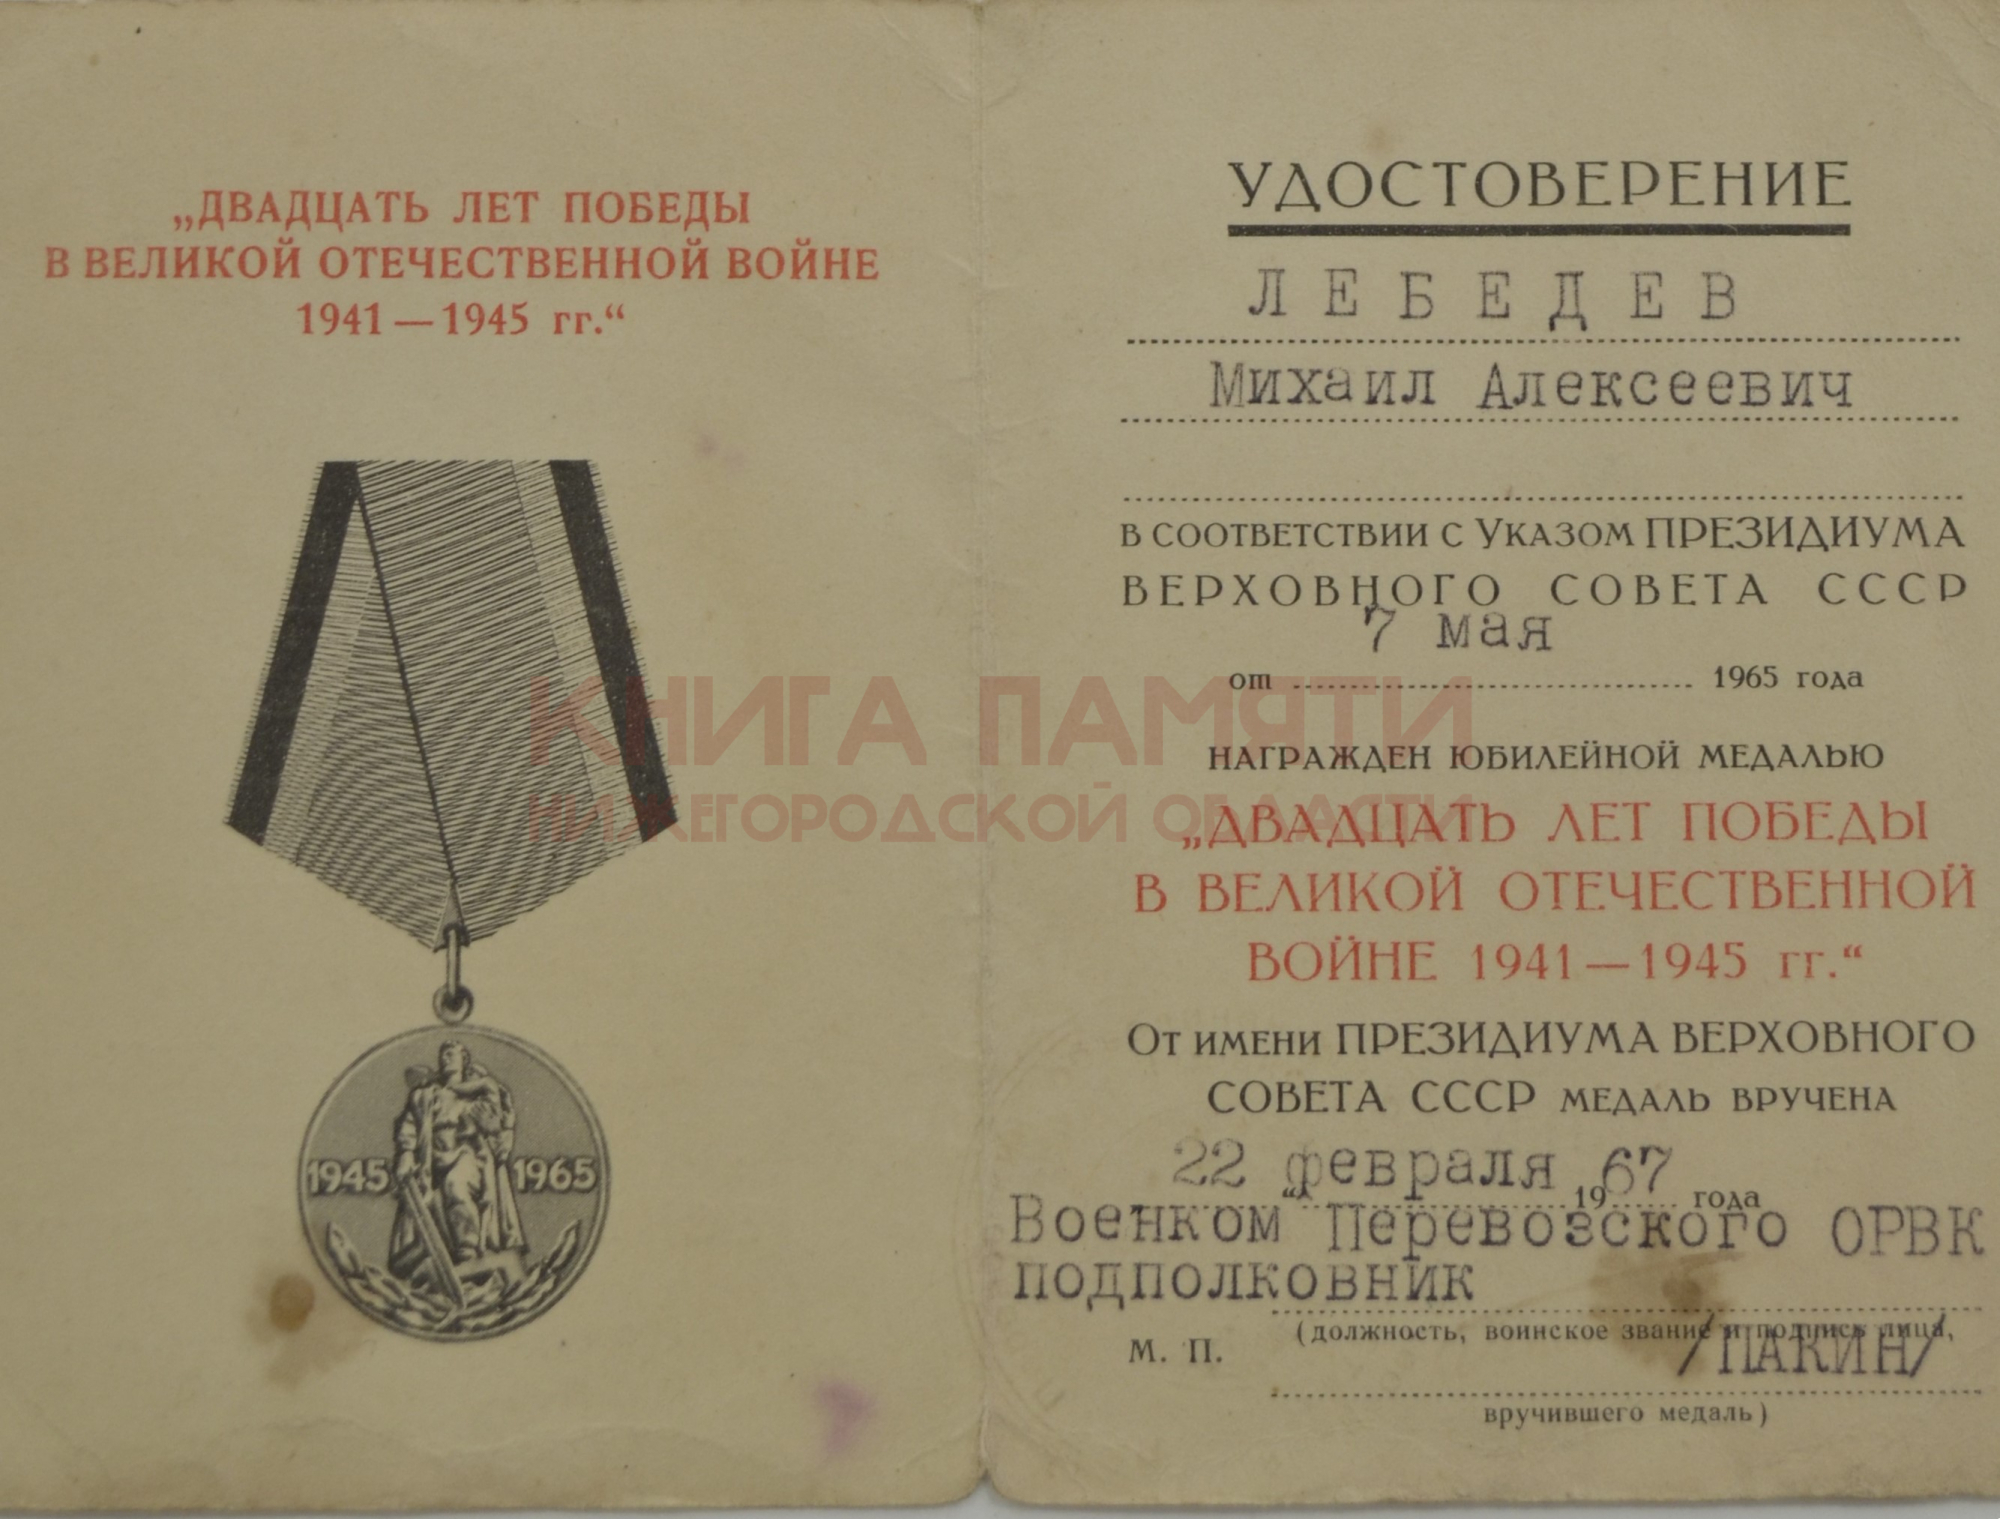 „ДВАДЦАТЬ ЛЕТ ПОБЕДЫ
В ВЕЛИКОЙ ОТЕЧЕСТВЕННОЙ ВОЙНЕ
1941 — 1945 гг.“
1945 1965
УДОСТОВЕРЕНИЕ
ЛЕБЕДЕВ
Михаил Алексеевич
В СООТВЕТСТВИИ С УКАЗОМ ПРЕЗИДИУМА
ВЕРХОВНОГО СОВЕТА СССР
от 7 мая 1965 года
НАГРАЖДЕН ЮБИЛЕЙНОЙ МЕДАЛЬЮ
„ДВАДЦАТЬ ЛЕТ ПОБЕДЫ
В ВЕЛИКОЙ ОТЕЧЕСТВЕННОЙ
ВОЙНЕ 1941 — 1945 гг.“
ОТ ИМЕНИ ПРЕЗИДИУМА ВЕРХОВНОГО
СОВЕТА СССР МЕДАЛЬ ВРУЧЕНА
22 февраля 1967 года
Военком Перевозского ОРВК
подполковник
(должность, воинское звание и подпись лица,
М. П. /ПАКИН/
вручившего медаль)
КНИГА ПАМЯТИ
НИЖЕГОРОДСКОЙ ОБЛАСТИ